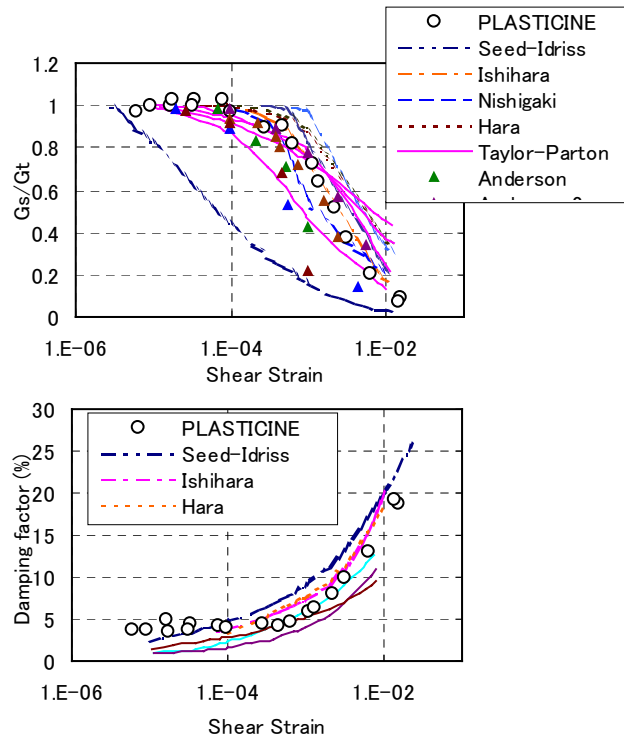 PLASTICINE
Seed-Idriss
Ishihara
Nishigaki
Hara
Taylor-Parton
Anderson
1.2
1
0.8
0.6
0.4
0.2
0
Gs/Gt
1.E-06 1.E-04 1.E-02
Shear Strain
PLASTICINE
Seed-Idriss
Ishihara
Hara
30
25
20
15
10
5
0
Damping factor (%)
1.E-06 1.E-04 1.E-02
Shear Strain